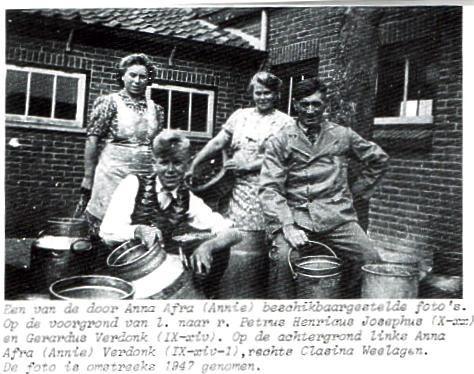 Een van de door Anna Afra (Annie) beschikbaargestelde foto's.
Op de voorgrond van l. naar r. Petrus Henricus Josephus (X-xx)
en Gerardus Verdonk (IX-xiv). Op de achtergrond links Anna
Afra (Annie) Verdonk (IX-xiv-1),rechts Clasina Weelagen.
De foto is omstreeks 1947 genomen.